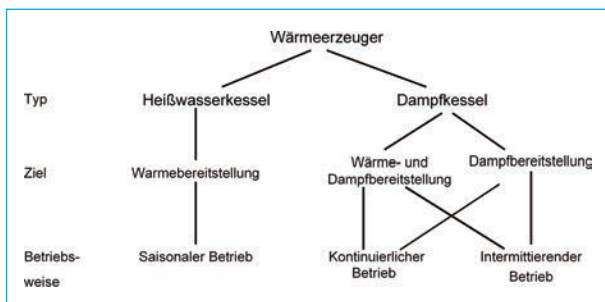 Wärmeerzeuger
Typ
Heißwasserkessel
Dampfkessel
Ziel
Warmebereitstellung
Wärme- und
Dampfbereitstellung
Dampfbereitstellung
Betriebs-
weise
Saisonaler Betrieb
Kontinuierlicher
Betrieb
Intermittierender
Betrieb